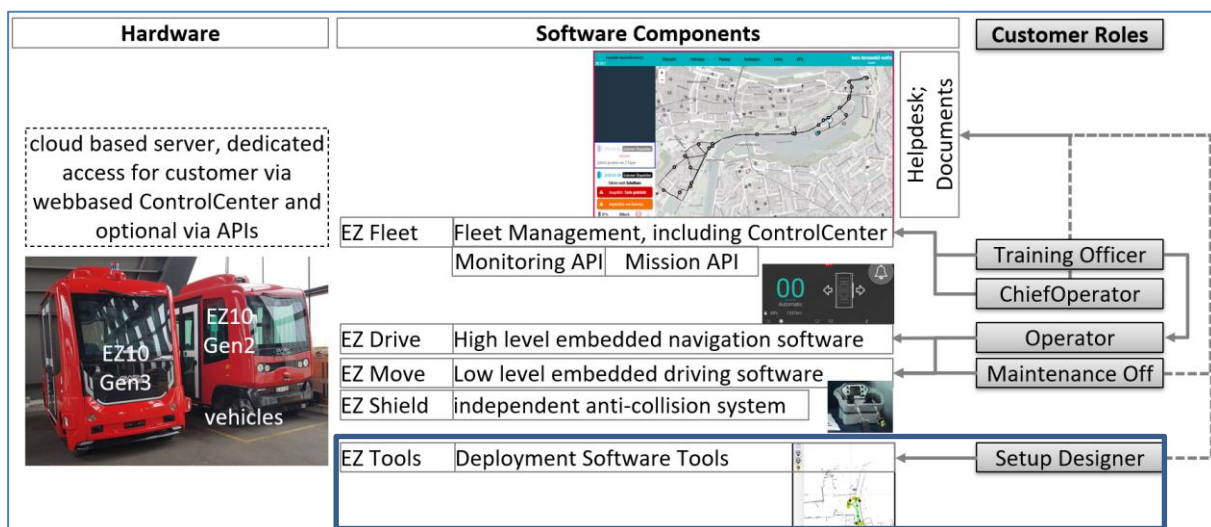 Hardware
Software Components
Customer Roles
Helpdesk;
Documents
cloud based server, dedicated
access for customer via
webbased ControlCenter and
optional via APIs
EZ Fleet
Fleet Management, including ControlCenter
Monitoring API
Mission API
Training Officer
ChiefOperator
EZ10
Gen2
EZ10
Gen3
vehicles
00
Automatic
EZ Drive
High level embedded navigation software
Operator
EZ Move
Low level embedded driving software
Maintenance Off
EZ Shield
independent anti-collision system
EZ Tools
Deployment Software Tools
Setup Designer